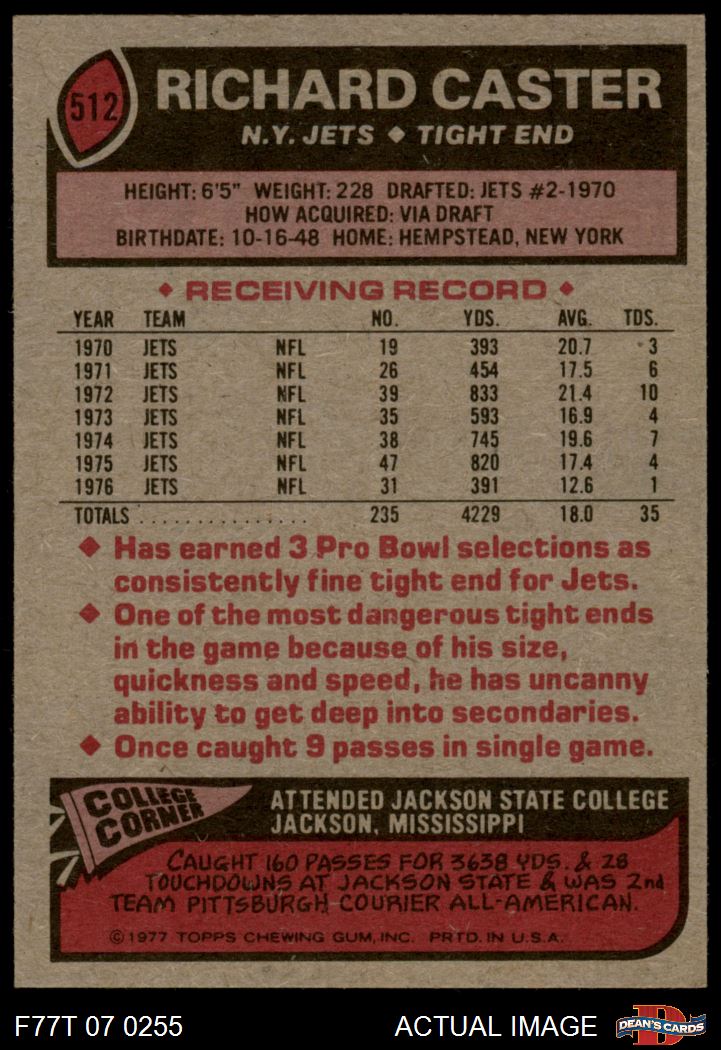 512
RICHARD CASTER
N.Y. JETS ◆ TIGHT END
HEIGHT: 6'5" WEIGHT: 228 DRAFTED: JETS #2-1970
HOW ACQUIRED: VIA DRAFT
BIRTHDATE: 10-16-48 HOME: HEMPSTEAD, NEW YORK
◆ RECEIVING RECORD ◆
YEAR TEAM NO. YDS. AVG. TDS.
1970 JETS NFL 19 393 20.7 3
1971 JETS NFL 26 454 17.5 6
1972 JETS NFL 39 833 21.4 10
1973 JETS NFL 35 593 16.9 4
1974 JETS NFL 38 745 19.6 7
1975 JETS NFL 47 820 17.4 4
1976 JETS NFL 31 391 12.6 1
TOTALS ................ 235 4229 18.0 35
◆ Has earned 3 Pro Bowl selections as
consistently fine tight end for Jets.
◆ One of the most dangerous tight ends
in the game because of his size,
quickness and speed, he has uncanny
ability to get deep into secondaries.
◆ Once caught 9 passes in single game.
COLLEGE
CORNER
ATTENDED JACKSON STATE COLLEGE
JACKSON, MISSISSIPPI
CAUGHT 160 PASSES FOR 3638 YDS. & 28
TOUCHDOWNS AT JACKSON STATE & WAS 2nd
TEAM PITTSBURGH COURIER ALL-AMERICAN.
©1977 TOPPS CHEWING GUM, INC. PRTD. IN U.S.A.
F77T 07 0255
ACTUAL IMAGE
D
DEAN'S CARDS